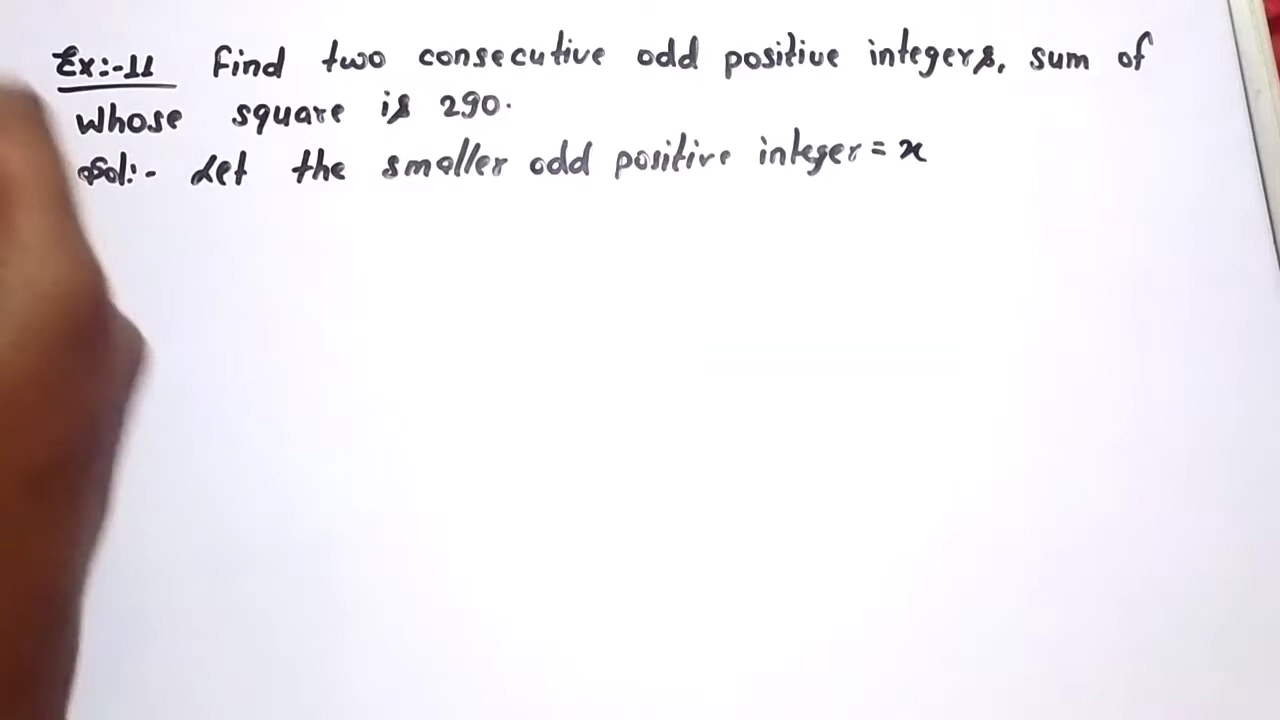 Ex:-11 Find two consecutive odd positive integers, sum of
whose square is 290.
Sol:- Let the smaller odd positive integer = x